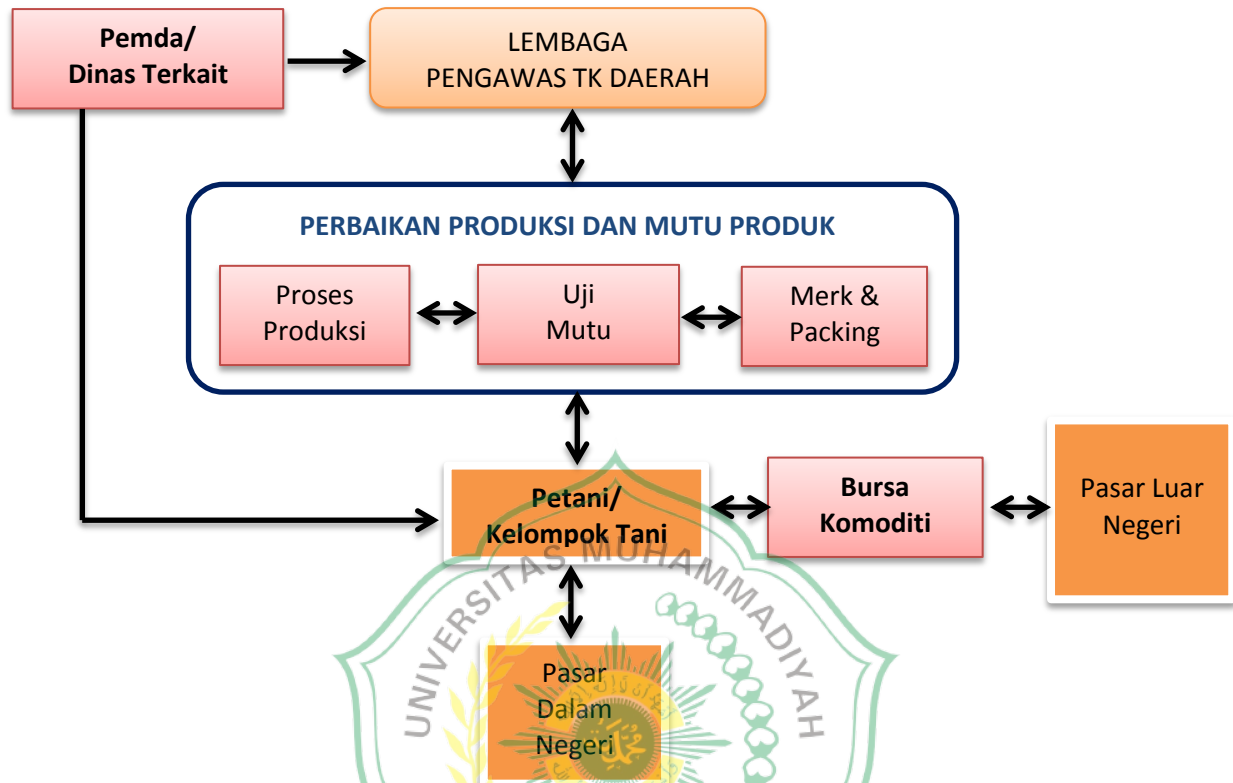 Pemda/
Dinas Terkait
LEMBAGA
PENGAWAS TK DAERAH
PERBAIKAN PRODUKSI DAN MUTU PRODUK
Proses
Produksi
Uji
Mutu
Merk &
Packing
Petani/
Kelompok Tani
Bursa
Komoditi
Pasar Luar
Negeri
Pasar
Dalam
Negeri
UNIVERSITAS MUHAMMADIYAH